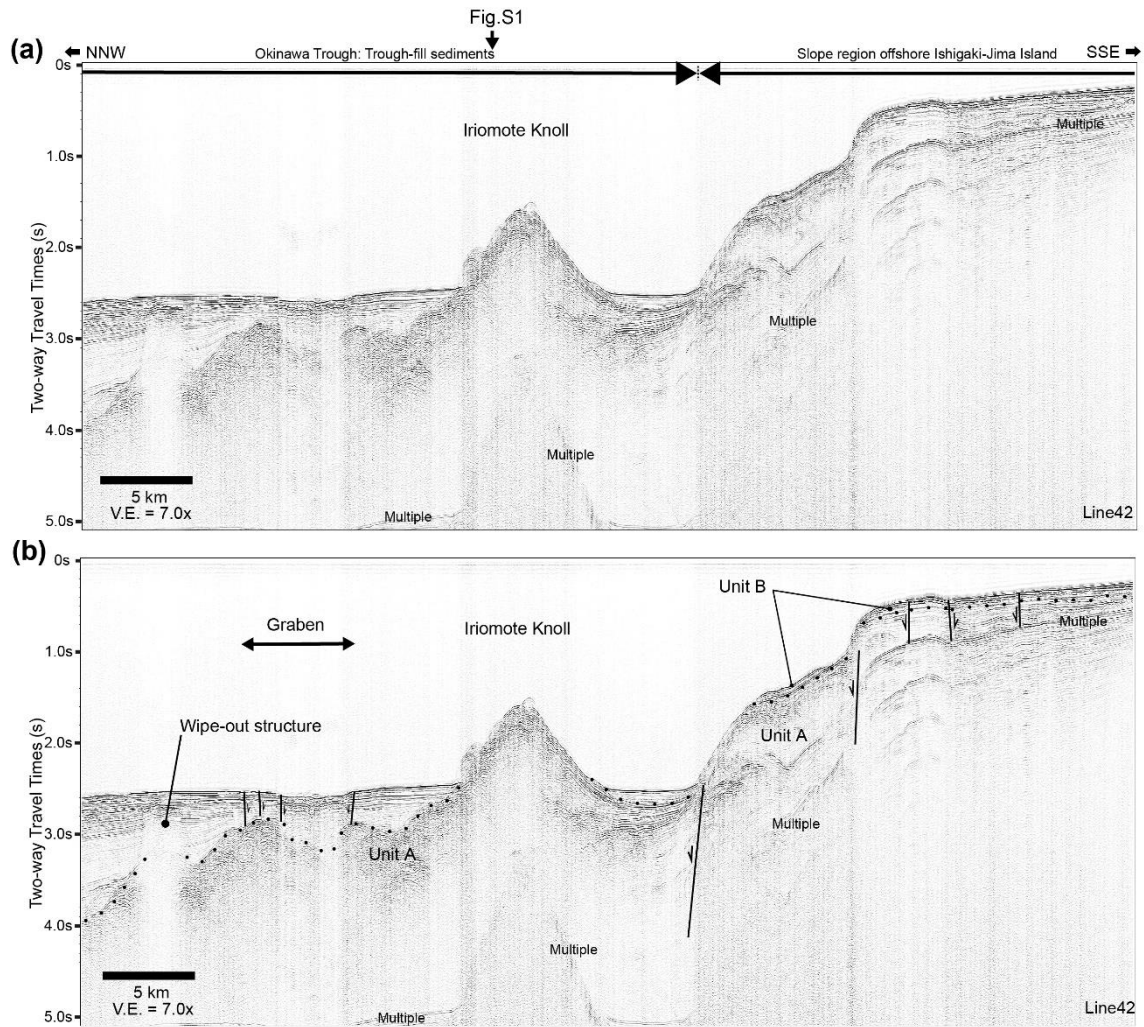 Fig.S1
(a)
NNW
Okinawa Trough: Trough-fill sediments
Slope region offshore Ishigaki-Jima Island
SSE
0s
1.0s
2.0s
3.0s
4.0s
5.0s
Two-way Travel Times (s)
Iriomote Knoll
Multiple
Multiple
Multiple
Multiple
5 km
V.E. = 7.0x
Line42
(b)
0s
1.0s
2.0s
3.0s
4.0s
5.0s
Two-way Travel Times (s)
Unit B
Graben
Iriomote Knoll
Multiple
Wipe-out structure
Unit A
Unit A
Multiple
Multiple
Multiple
5 km
V.E. = 7.0x
Line42